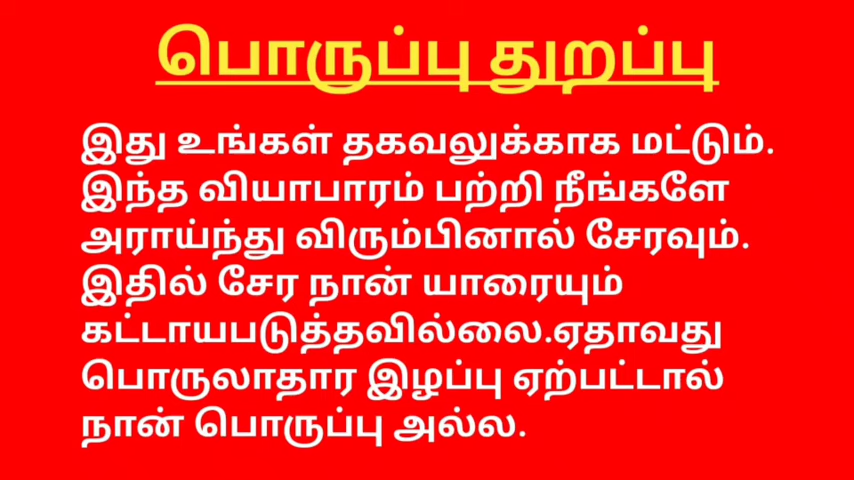 பொருப்பு துறப்பு
இது உங்கள் தகவலுக்காக மட்டும்.
இந்த வியாபாரம் பற்றி நீங்களே
அராய்ந்து விரும்பினால் சேரவும்.
இதில் சேர நான் யாரையும்
கட்டாயபடுத்தவில்லை.ஏதாவது
பொருலாதார இழப்பு ஏற்பட்டால்
நான் பொருப்பு அல்ல.